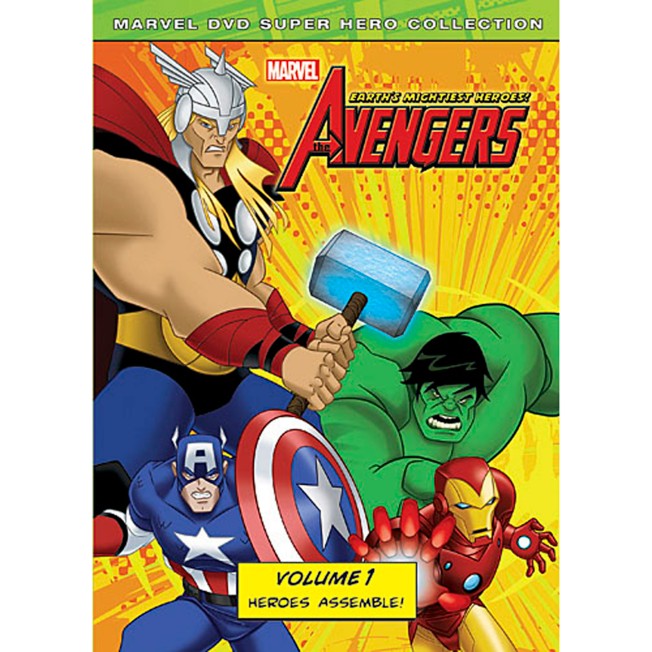 MARVEL DVD SUPER HERO COLLECTION
MARVEL
EARTH'S MIGHTIEST HEROES!
the AVENGERS
A
VOLUME 1
HEROES ASSEMBLE!